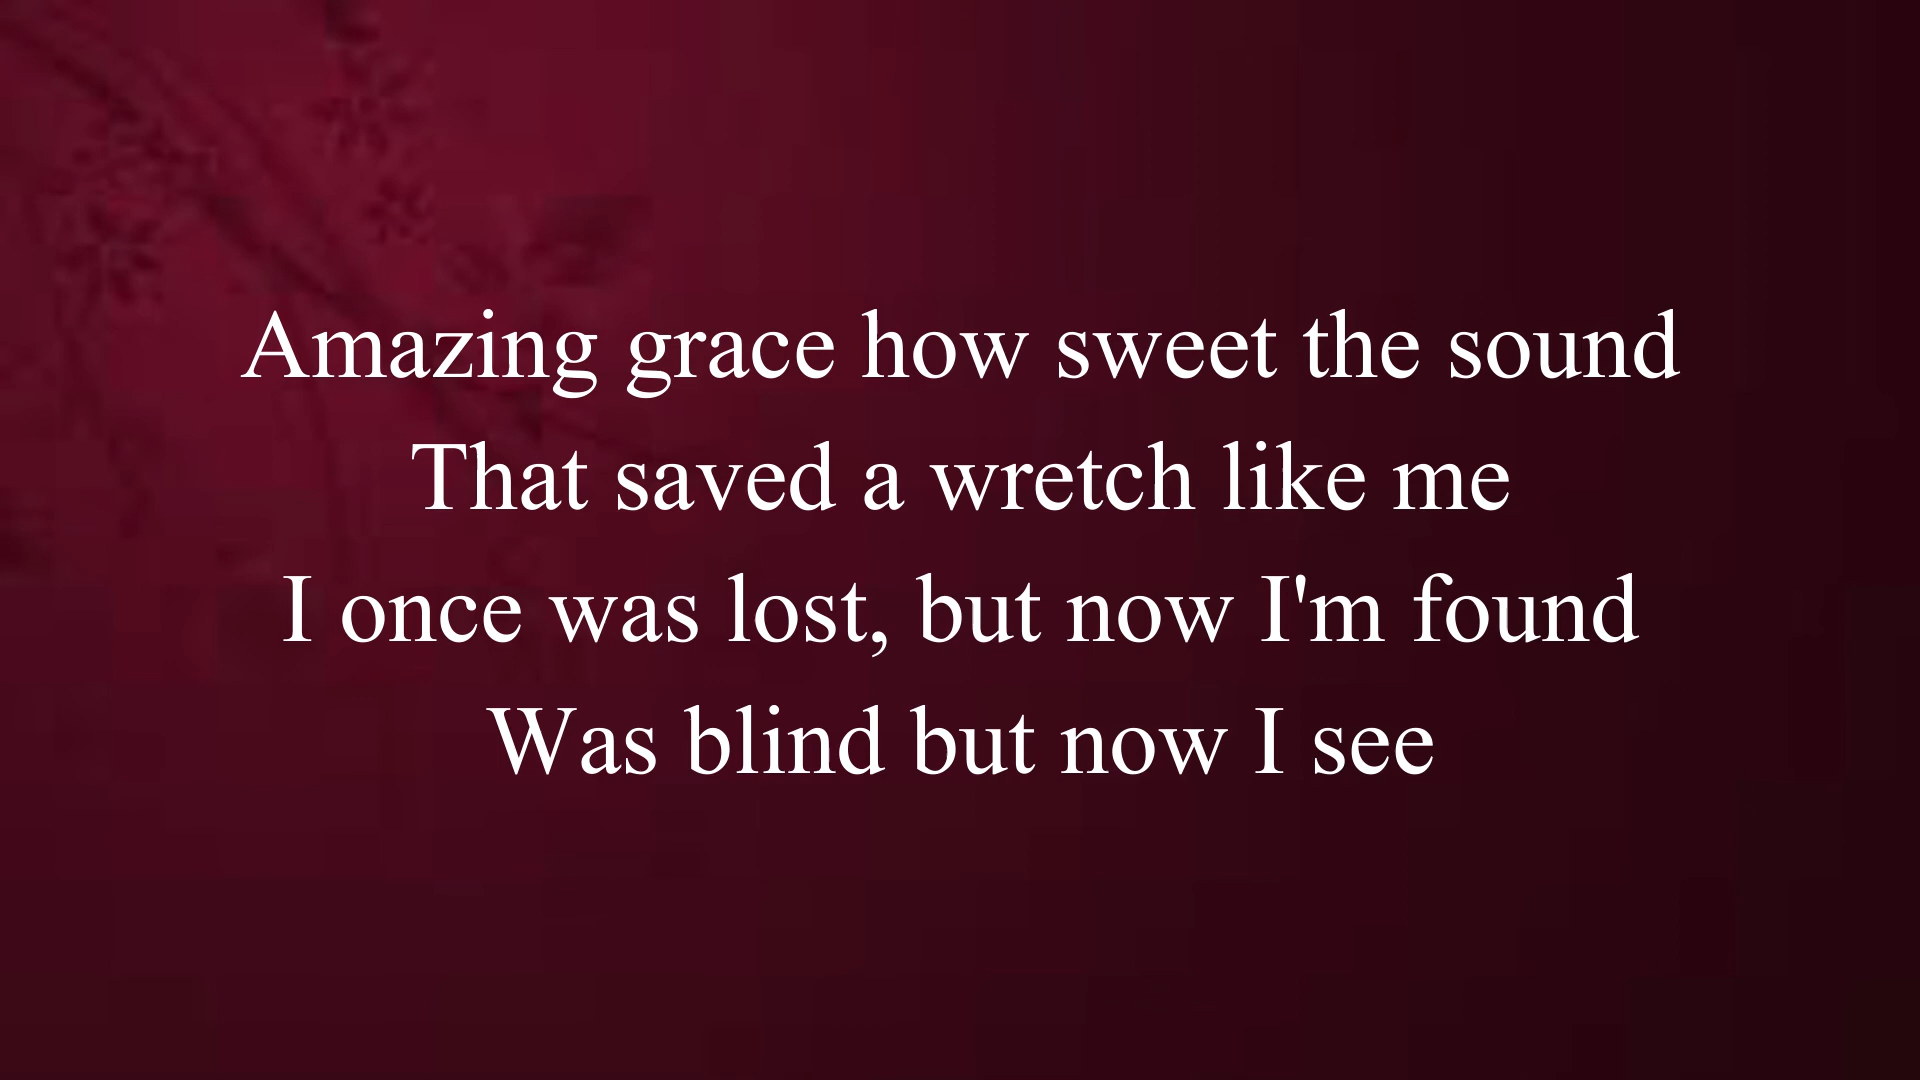 Amazing grace how sweet the sound
That saved a wretch like me
I once was lost, but now I'm found
Was blind but now I see